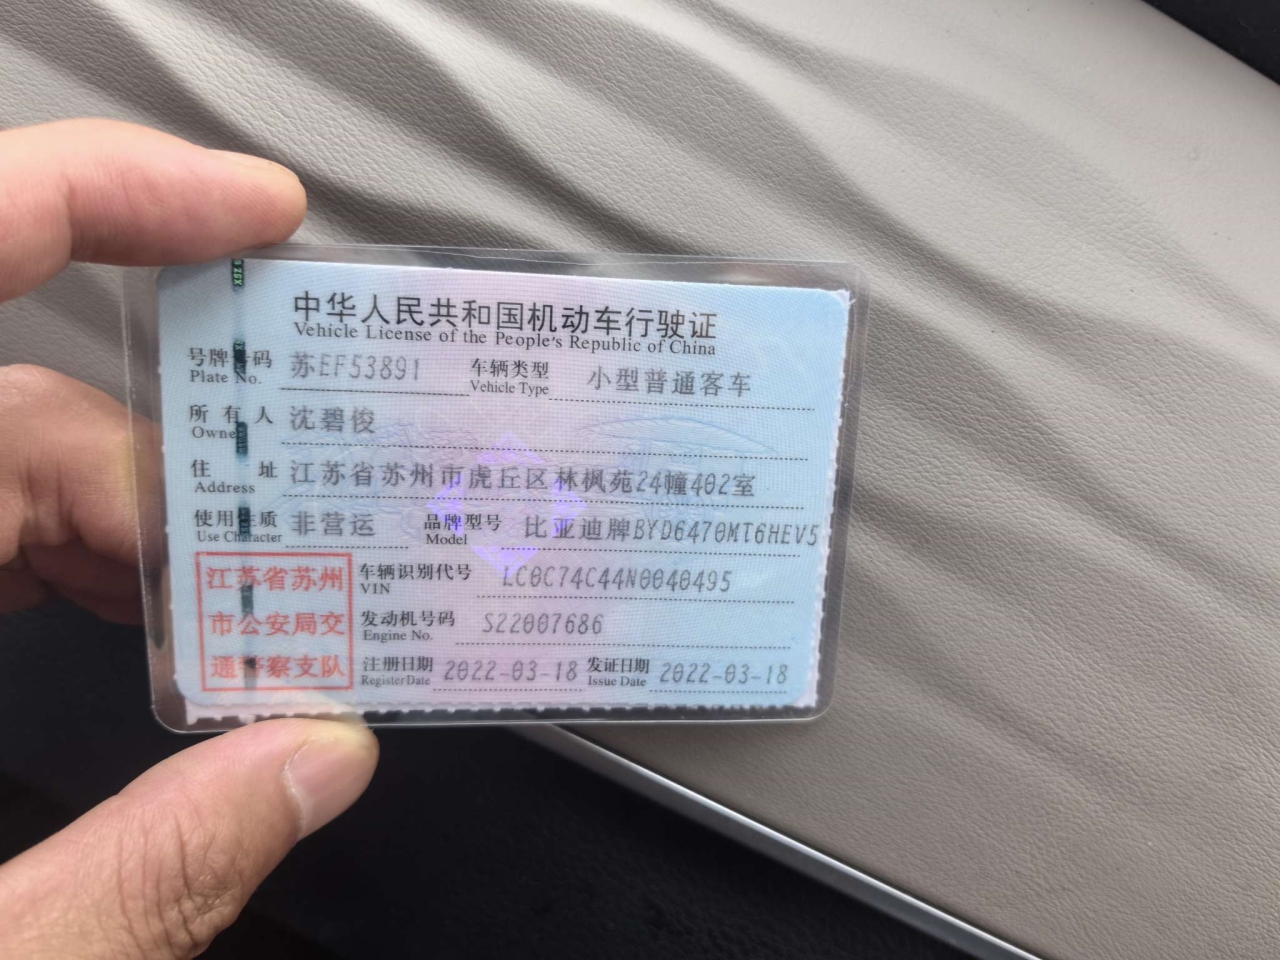 中华人民共和国机动车行驶证
Vehicle License of the People's Republic of China
号牌号码 苏EF53891 车辆类型 小型普通客车
Plate No. Vehicle Type
所有人 沈碧俊
Owner
住址 江苏省苏州市虎丘区林枫苑24幢402室
Address
使用性质 非营运 品牌型号 比亚迪牌BYD6470MT6HEV5
Use Character Model
江苏省苏州 车辆识别代号 LC0C74C44N0040495
VIN
市公安局交 发动机号码 S22007686
Engine No.
通警察支队 注册日期 2022-03-18 发证日期 2022-03-18
Register Date Issue Date